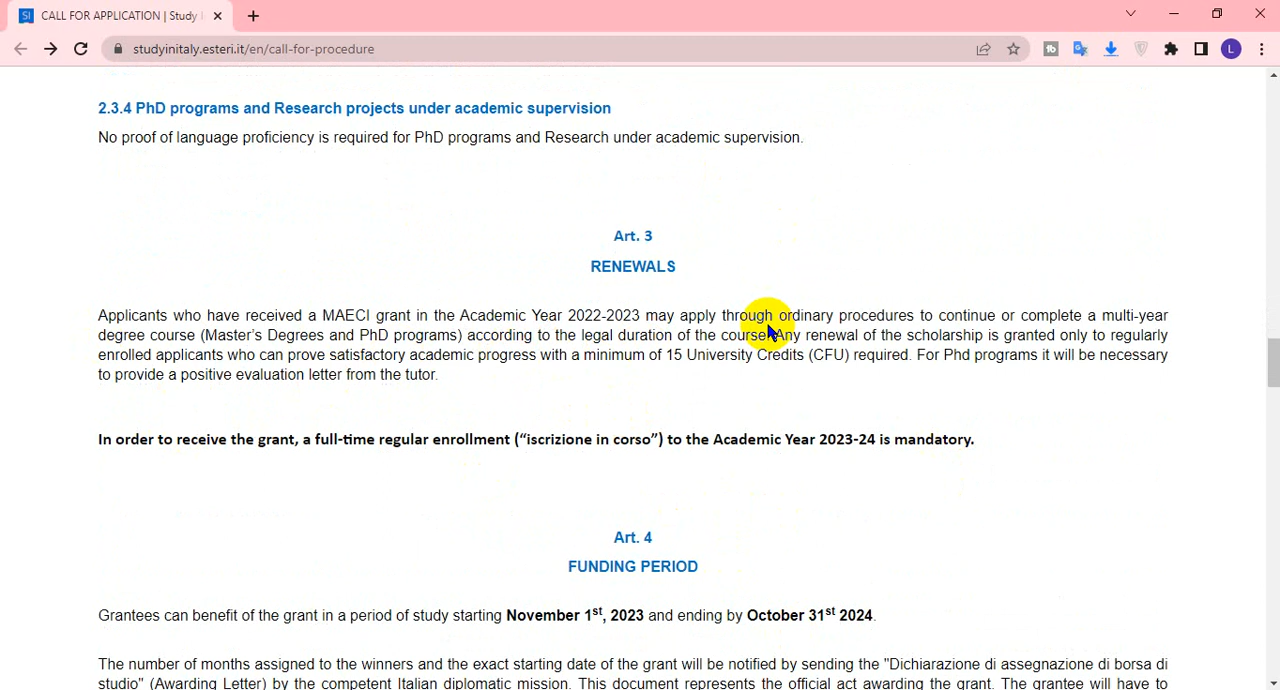 CALL FOR APPLICATION | Study
studyinitaly.esteri.it/en/call-for-procedure
2.3.4 PhD programs and Research projects under academic supervision
No proof of language proficiency is required for PhD programs and Research under academic supervision.
Art. 3
RENEWALS
Applicants who have received a MAECI grant in the Academic Year 2022-2023 may apply through ordinary procedures to continue or complete a multi-year
degree course (Master's Degrees and PhD programs) according to the legal duration of the course. Any renewal of the scholarship is granted only to regularly
enrolled applicants who can prove satisfactory academic progress with a minimum of 15 University Credits (CFU) required. For Phd programs it will be necessary
to provide a positive evaluation letter from the tutor.
In order to receive the grant, a full-time regular enrollment (“iscrizione in corso”) to the Academic Year 2023-24 is mandatory.
Art. 4
FUNDING PERIOD
Grantees can benefit of the grant in a period of study starting November 1st, 2023 and ending by October 31st 2024.
The number of months assigned to the winners and the exact starting date of the grant will be notified by sending the "Dichiarazione di assegnazione di borsa di
studio" (Awarding Letter) by the competent Italian diplomatic mission. This document represents the official act awarding the grant. The grantee will have to